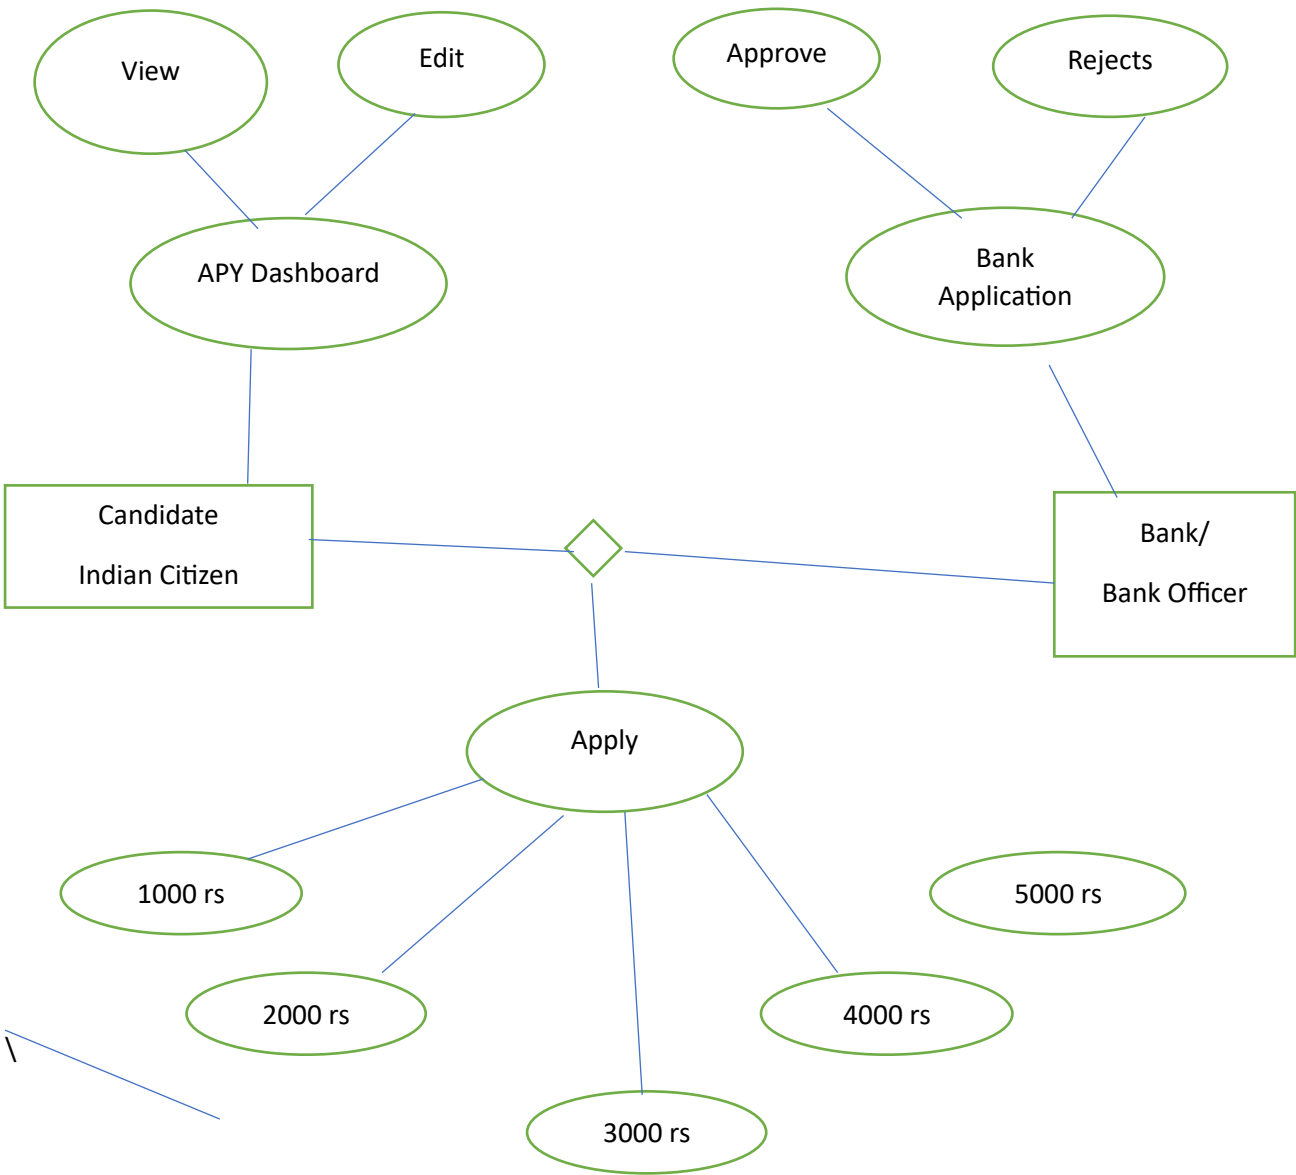 View
Edit
Approve
Rejects
APY Dashboard
Bank
Application
Candidate
Indian Citizen
Bank/
Bank Officer
Apply
1000 rs
5000 rs
2000 rs
4000 rs
\
3000 rs